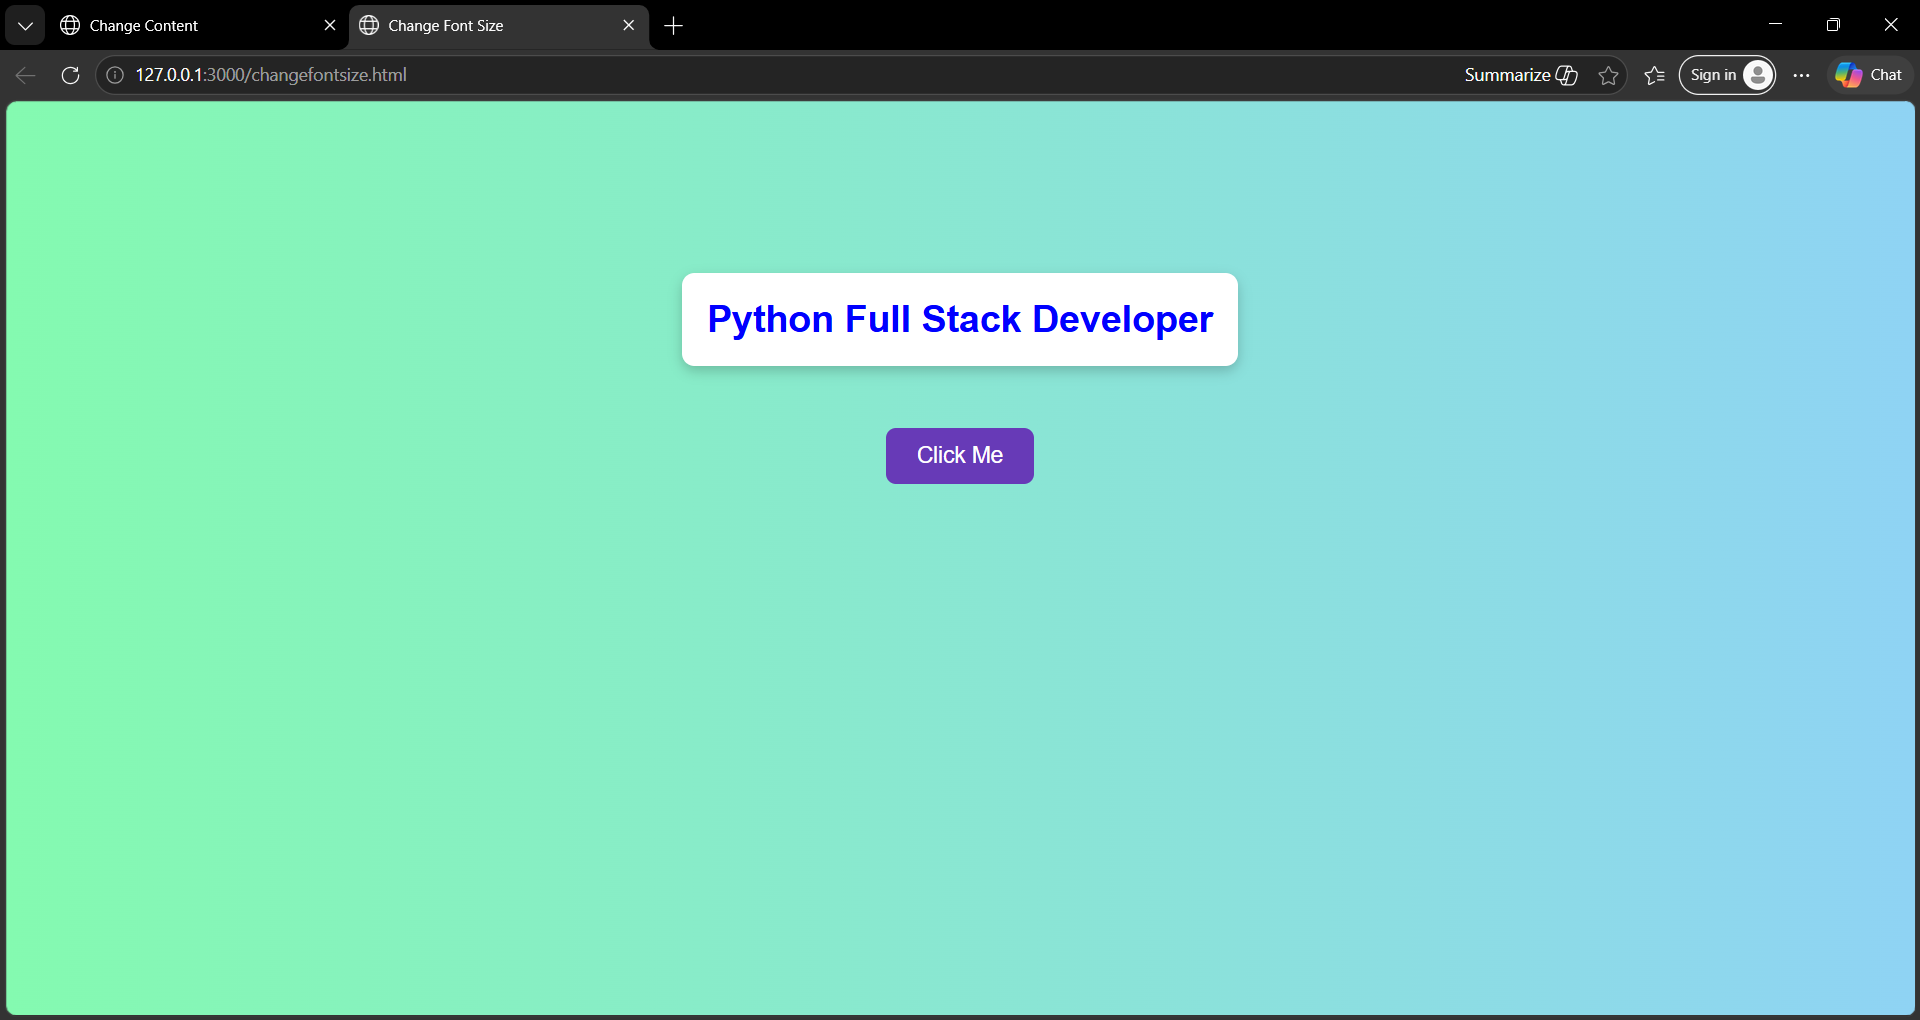 Change Content
Change Font Size
127.0.0.1:3000/changefontsize.html
Summarize
Sign in
Chat
Python Full Stack Developer
Click Me